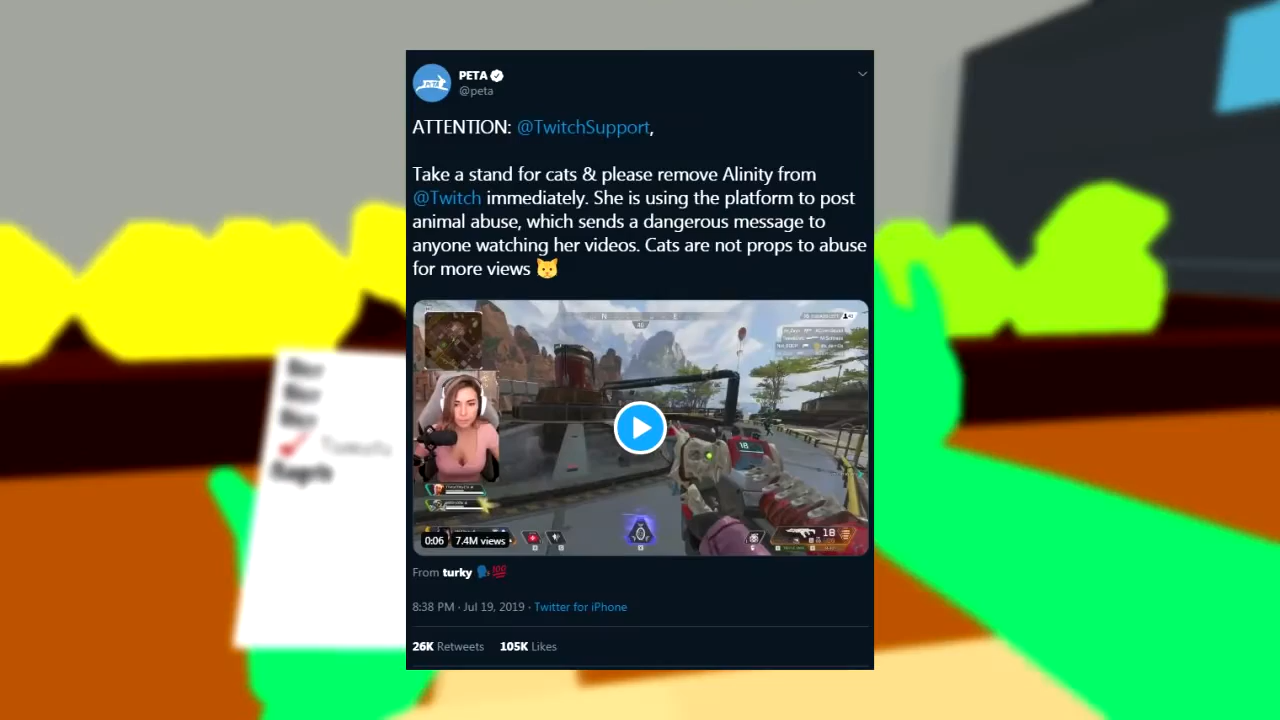 PETA
@peta
ATTENTION: @TwitchSupport,
Take a stand for cats & please remove Alinity from
@Twitch immediately. She is using the platform to post
animal abuse, which sends a dangerous message to
anyone watching her videos. Cats are not props to abuse
for more views 🐱
18
18
0:06 7.4M views
From turky 🗣💯
8:38 PM · Jul 19, 2019 · Twitter for iPhone
26K Retweets 105K Likes